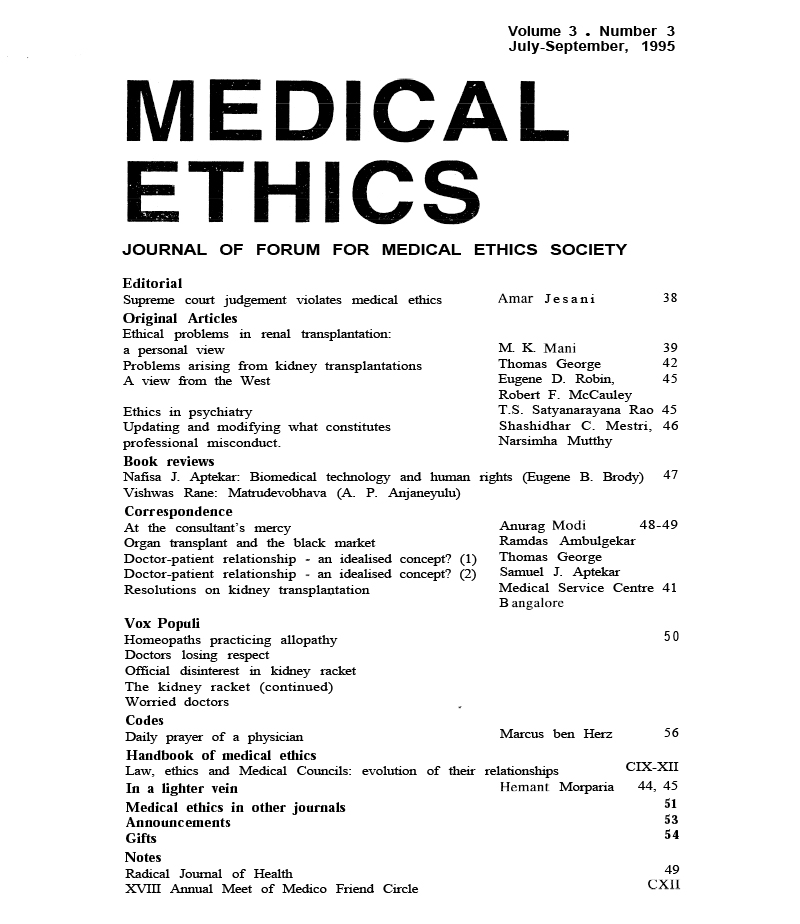 Volume 3 . Number 3
July-September, 1995
MEDICAL
ETHICS
JOURNAL OF FORUM FOR MEDICAL ETHICS SOCIETY
Editorial
Supreme court judgement violates medical ethics Amar Jesani 38
Original Articles
Ethical problems in renal transplantation:
a personal view M. K. Mani 39
Problems arising from kidney transplantations Thomas George 42
A view from the West Eugene D. Robin, 45
Robert F. McCauley
Ethics in psychiatry T.S. Satyanarayana Rao 45
Updating and modifying what constitutes Shashidhar C. Mestri, 46
professional misconduct. Narsimha Mutthy
Book reviews
Nafisa J. Aptekar: Biomedical technology and human rights (Eugene B. Brody) 47
Vishwas Rane: Matrudevobhava (A. P. Anjaneyulu)
Correspondence
At the consultant's mercy Anurag Modi 48-49
Organ transplant and the black market Ramdas Ambulgekar
Doctor-patient relationship - an idealised concept? (1) Thomas George
Doctor-patient relationship - an idealised concept? (2) Samuel J. Aptekar
Resolutions on kidney transplantation Medical Service Centre 41
Bangalore
Vox Populi
Homeopaths practicing allopathy 50
Doctors losing respect
Official disinterest in kidney racket
The kidney racket (continued)
Worried doctors
Codes
Daily prayer of a physician Marcus ben Herz 56
Handbook of medical ethics
Law, ethics and Medical Councils: evolution of their relationships CIX-XII
In a lighter vein Hemant Morparia 44, 45
Medical ethics in other journals 51
Announcements 53
Gifts 54
Notes
Radical Journal of Health 49
XVIII Annual Meet of Medico Friend Circle CXII